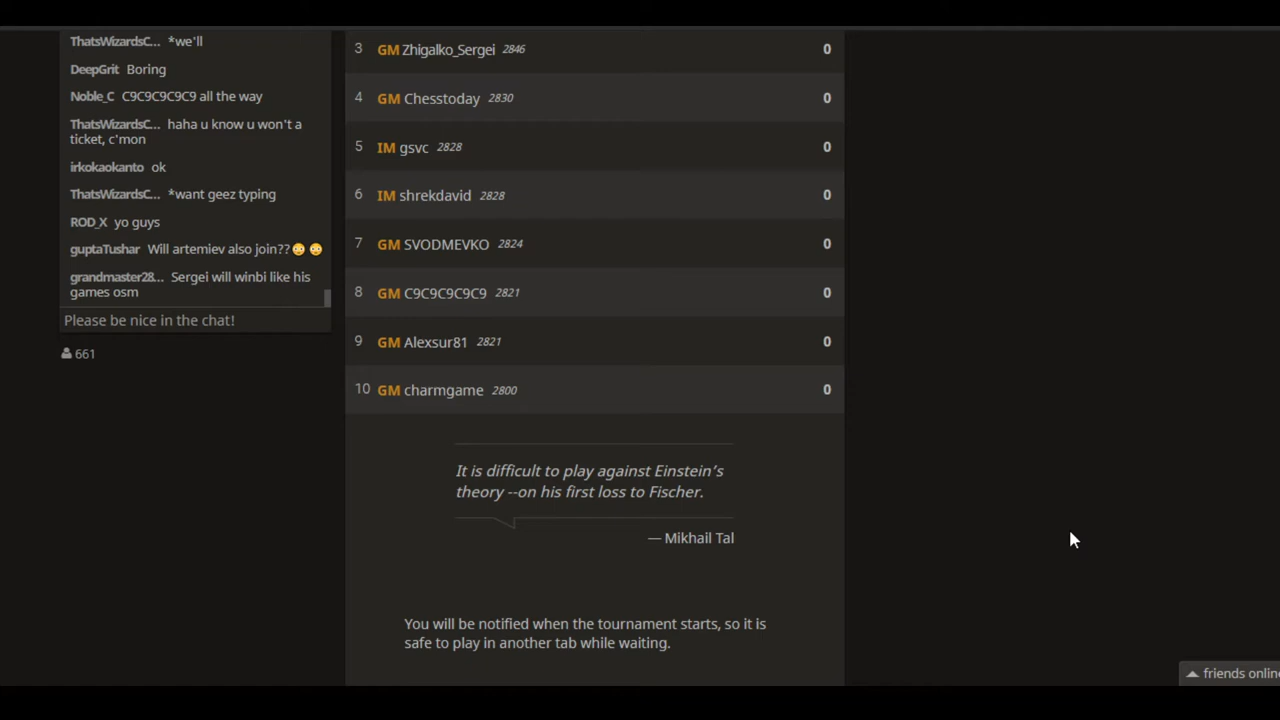 ThatsWizardsC... *we'll
DeepGrit Boring
Noble_C C9C9C9C9C9 all the way
ThatsWizardsC... haha u know u won't a
ticket, c'mon
irkokaokanto ok
ThatsWizardsC... *want geez typing
ROD_X yo guys
guptaTushar Will artemiev also join??😳😳
grandmaster28... Sergei will winbi like his
games osm
Please be nice in the chat!
661
3 GM Zhigalko_Sergei 2846 0
4 GM Chesstoday 2830 0
5 IM gsvc 2828 0
6 IM shrekdavid 2828 0
7 GM SVODMEVKO 2824 0
8 GM C9C9C9C9C9 2821 0
9 GM Alexsur81 2821 0
10 GM charmgame 2800 0
It is difficult to play against Einstein's
theory --on his first loss to Fischer.
— Mikhail Tal
You will be notified when the tournament starts, so it is
safe to play in another tab while waiting.
friends online